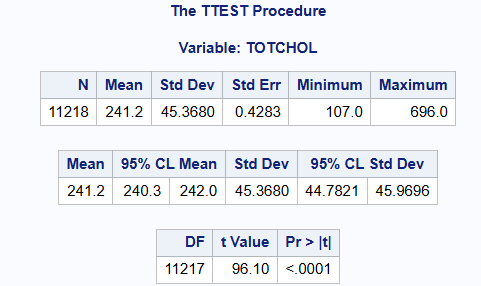 The TTEST Procedure
Variable: TOTCHOL
N Mean Std Dev Std Err Minimum Maximum
11218 241.2 45.3680 0.4283 107.0 696.0
Mean 95% CL Mean Std Dev 95% CL Std Dev
241.2 240.3 242.0 45.3680 44.7821 45.9696
DF t Value Pr > |t|
11217 96.10 <.0001